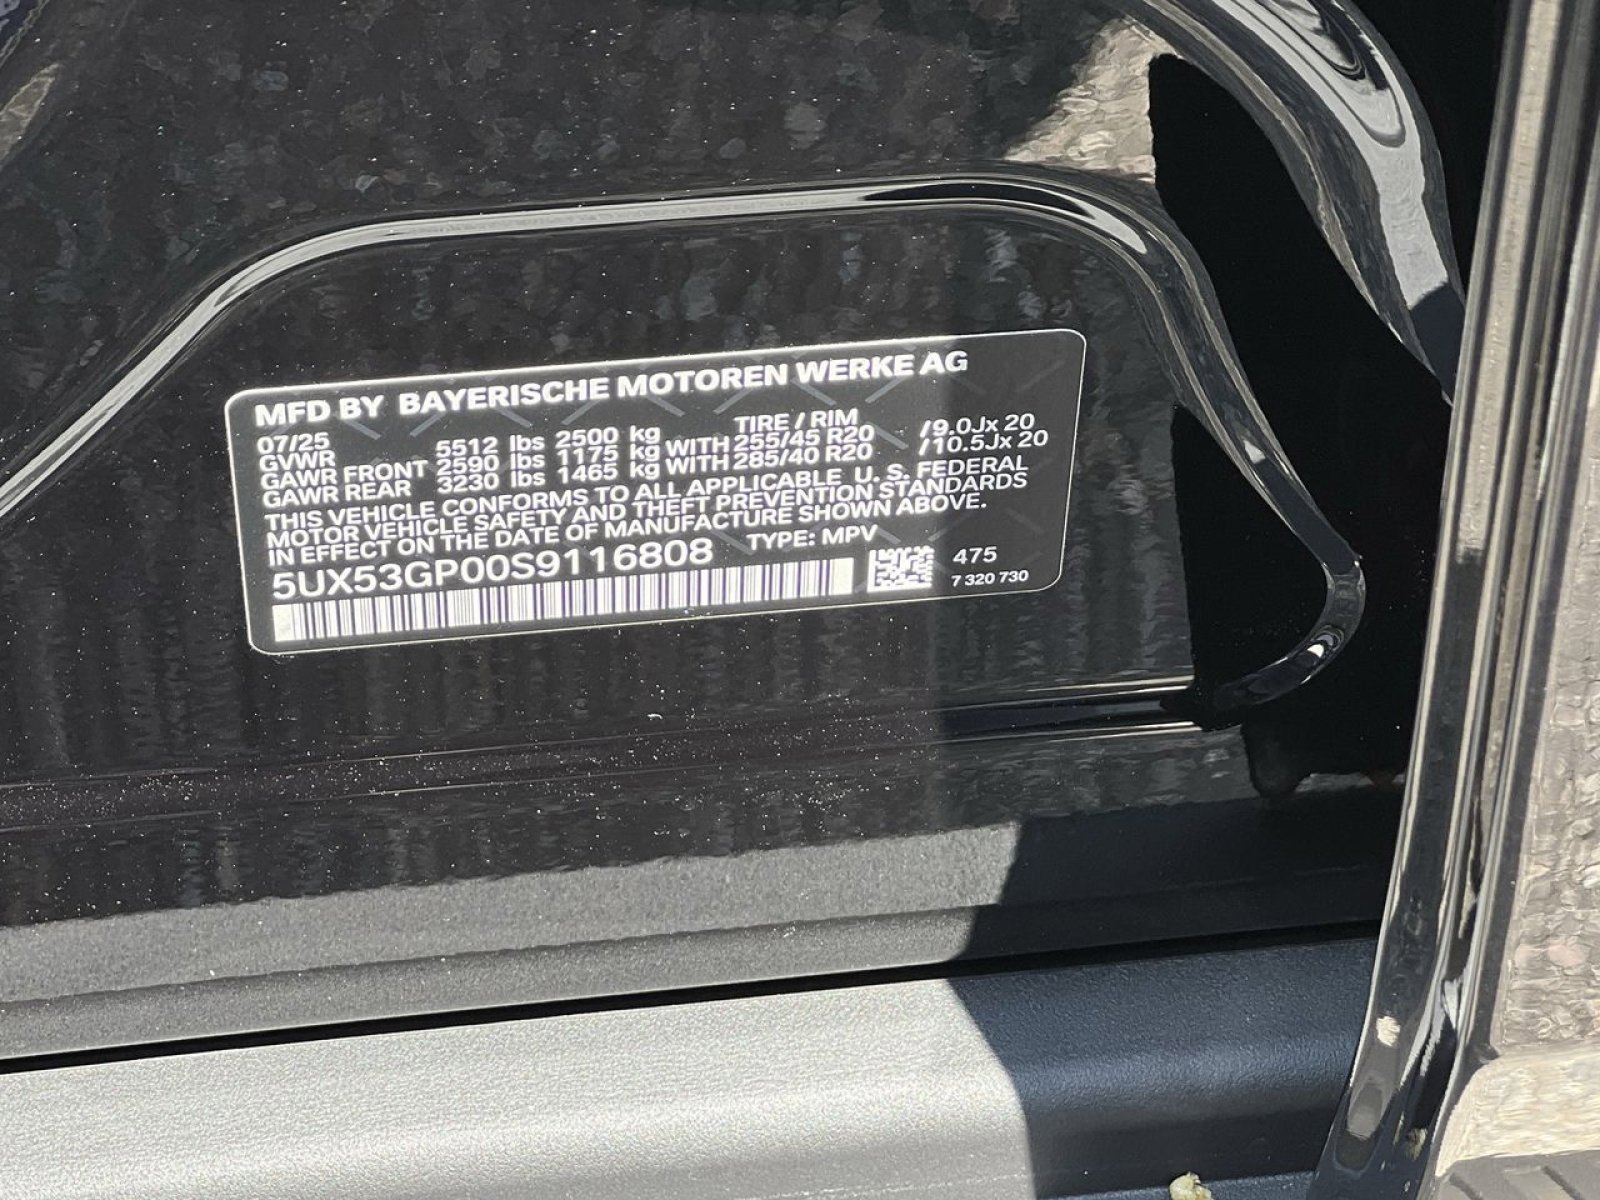 MFD BY BAYERISCHE MOTOREN WERKE AG
07/25 TIRE / RIM
GVWR 5512 lbs 2500 kg
GAWR FRONT 2590 lbs 1175 kg WITH 255/45 R20 /9.0Jx 20
GAWR REAR 3230 lbs 1465 kg WITH 285/40 R20 /10.5Jx 20
THIS VEHICLE CONFORMS TO ALL APPLICABLE U. S. FEDERAL
MOTOR VEHICLE SAFETY AND THEFT PREVENTION STANDARDS
IN EFFECT ON THE DATE OF MANUFACTURE SHOWN ABOVE.
5UX53GP00S9116808 TYPE: MPV
475
7 320 730